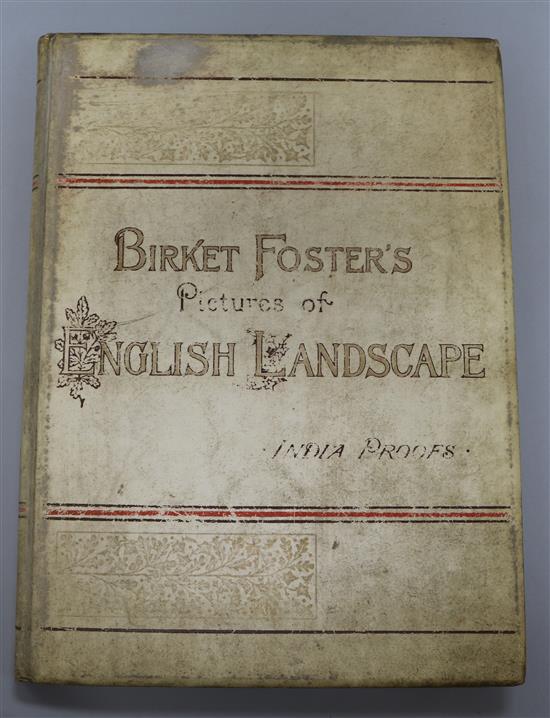 BIRKET FOSTER'S
Pictures of
ENGLISH LANDSCAPE
· INDIA PROOFS ·